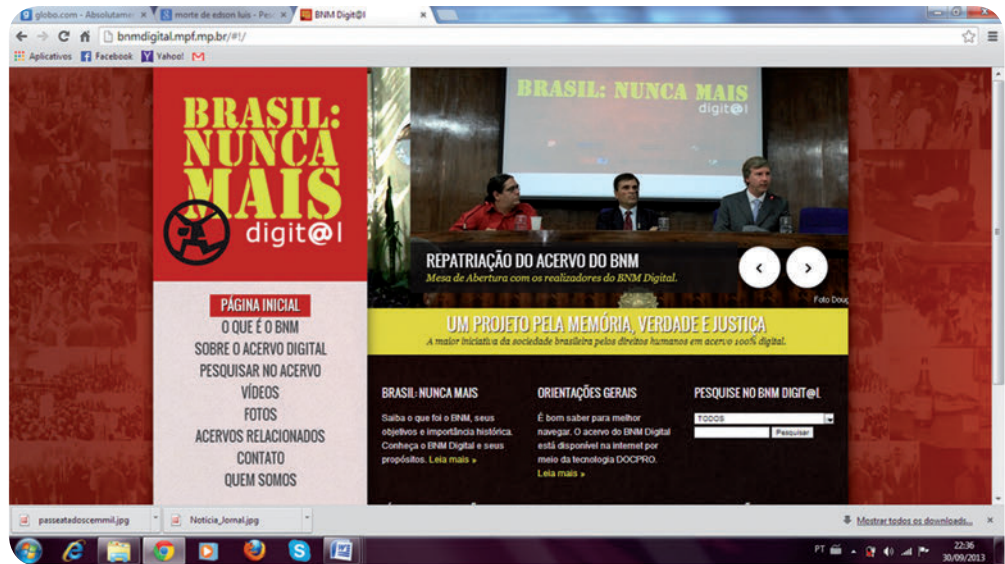 globo.com - Absolutamen
morte de edson luis - Pes
BNM Digit@l
bnmdigital.mpf.mp.br/#!/
Aplicativos Facebook Yahoo!
BRASIL:
NUNCA
MAIS
digit@l
BRASIL: NUNCA MAIS
digit@l
REPATRIAÇÃO DO ACERVO DO BNM
Mesa de Abertura com os realizadores do BNM Digital.
Foto Doug
UM PROJETO PELA MEMÓRIA, VERDADE E JUSTIÇA
A maior iniciativa da sociedade brasileira pelos direitos humanos em acervo 100% digital.
PÁGINA INICIAL
O QUE É O BNM
SOBRE O ACERVO DIGITAL
PESQUISAR NO ACERVO
VÍDEOS
FOTOS
ACERVOS RELACIONADOS
CONTATO
QUEM SOMOS
BRASIL: NUNCA MAIS
Saiba o que foi o BNM, seus
objetivos e importância histórica.
Conheça o BNM Digital e seus
propósitos. Leia mais »
ORIENTAÇÕES GERAIS
É bom saber para melhor
navegar. O acervo do BNM Digital
está disponível na internet por
meio da tecnologia DOCPRO.
Leia mais »
PESQUISE NO BNM DIGIT@L
TODOS
Pesquisar
passeatadoscemmil.jpg
Noticia_Jornal.jpg
Mostrar todos os downloads...
PT
22:36
30/09/2013